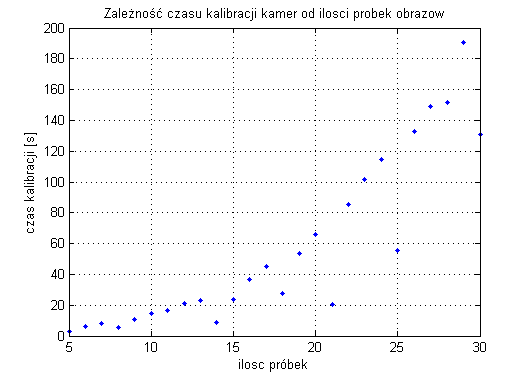 Zależność czasu kalibracji kamer od ilosci probek obrazow
200
180
160
140
120
100
80
60
40
20
0
czas kalibracji [s]
5 10 15 20 25 30
ilosc próbek